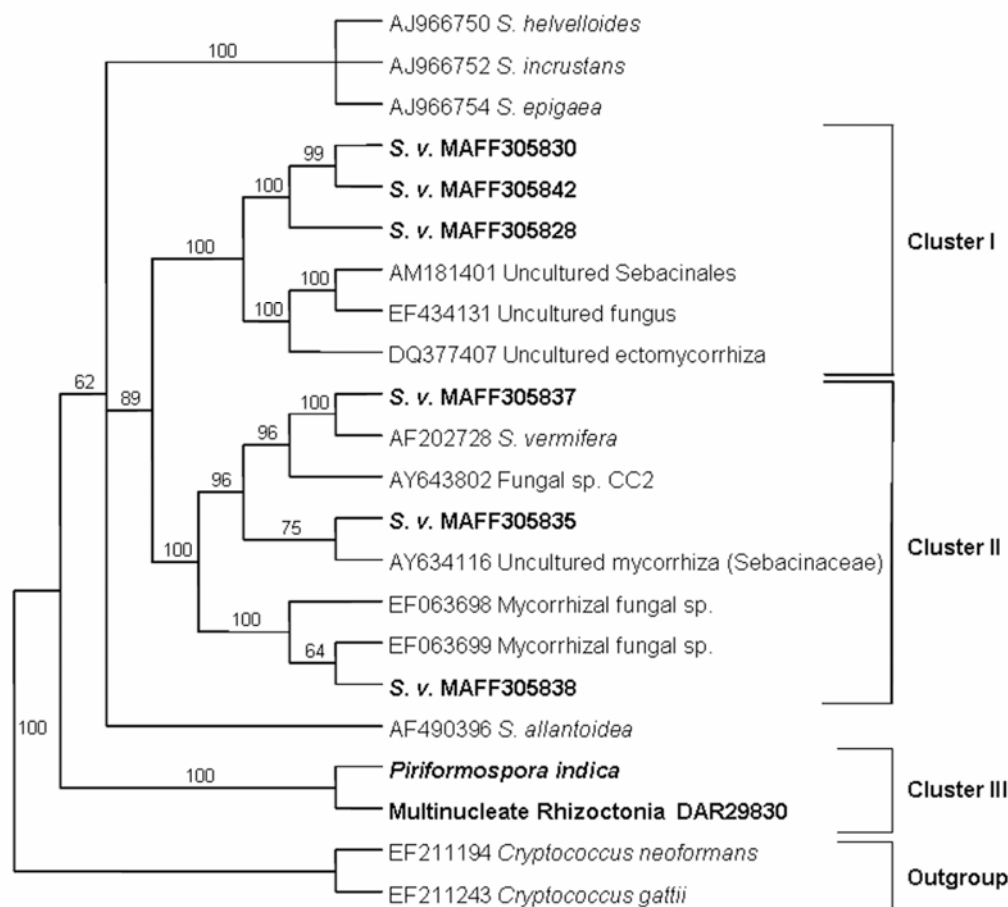 AJ966750 S. helvelloides
100
AJ966752 S. incrustans
AJ966754 S. epigaea
S. v. MAFF305830
99
S. v. MAFF305842
100
S. v. MAFF305828
Cluster I
100
AM181401 Uncultured Sebacinales
100
EF434131 Uncultured fungus
100
DQ377407 Uncultured ectomycorrhiza
62
89
S. v. MAFF305837
100
AF202728 S. vermifera
96
AY643802 Fungal sp. CC2
96
S. v. MAFF305835
75
Cluster II
AY634116 Uncultured mycorrhiza (Sebacinaceae)
100
EF063698 Mycorrhizal fungal sp.
100
EF063699 Mycorrhizal fungal sp.
64
S. v. MAFF305838
AF490396 S. allantoidea
100
Piriformospora indica
100
Cluster III
Multinucleate Rhizoctonia DAR29830
EF211194 Cryptococcus neoformans
Outgroup
EF211243 Cryptococcus gattii